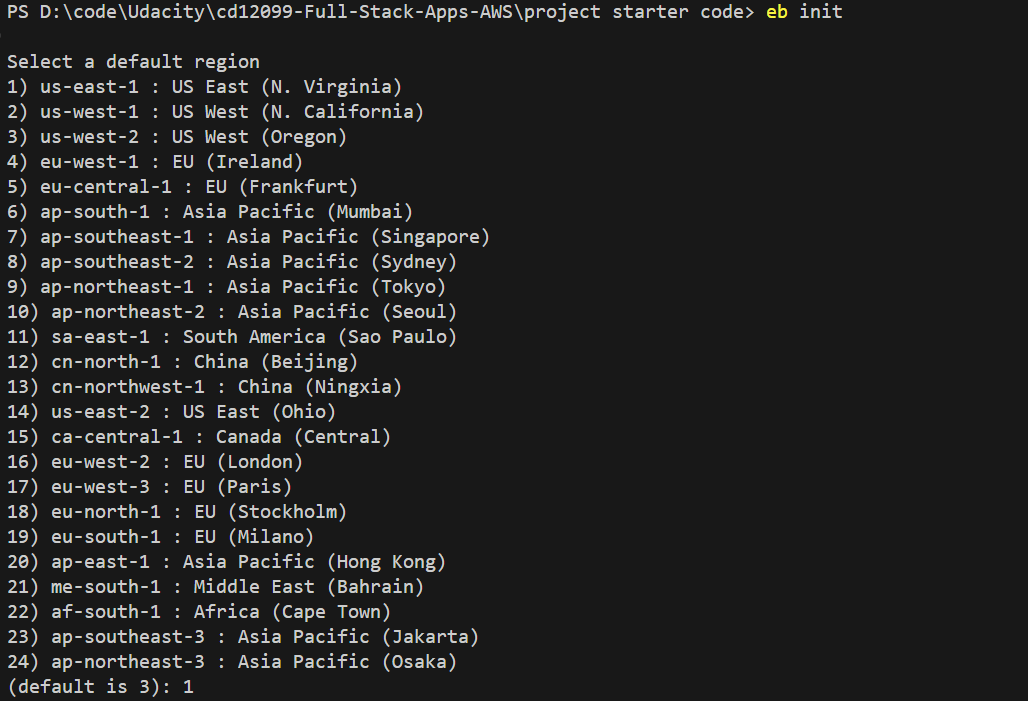 PS D:\code\Udacity\cd12099-Full-Stack-Apps-AWS\project starter code> eb init
Select a default region
1) us-east-1 : US East (N. Virginia)
2) us-west-1 : US West (N. California)
3) us-west-2 : US West (Oregon)
4) eu-west-1 : EU (Ireland)
5) eu-central-1 : EU (Frankfurt)
6) ap-south-1 : Asia Pacific (Mumbai)
7) ap-southeast-1 : Asia Pacific (Singapore)
8) ap-southeast-2 : Asia Pacific (Sydney)
9) ap-northeast-1 : Asia Pacific (Tokyo)
10) ap-northeast-2 : Asia Pacific (Seoul)
11) sa-east-1 : South America (Sao Paulo)
12) cn-north-1 : China (Beijing)
13) cn-northwest-1 : China (Ningxia)
14) us-east-2 : US East (Ohio)
15) ca-central-1 : Canada (Central)
16) eu-west-2 : EU (London)
17) eu-west-3 : EU (Paris)
18) eu-north-1 : EU (Stockholm)
19) eu-south-1 : EU (Milano)
20) ap-east-1 : Asia Pacific (Hong Kong)
21) me-south-1 : Middle East (Bahrain)
22) af-south-1 : Africa (Cape Town)
23) ap-southeast-3 : Asia Pacific (Jakarta)
24) ap-northeast-3 : Asia Pacific (Osaka)
(default is 3): 1